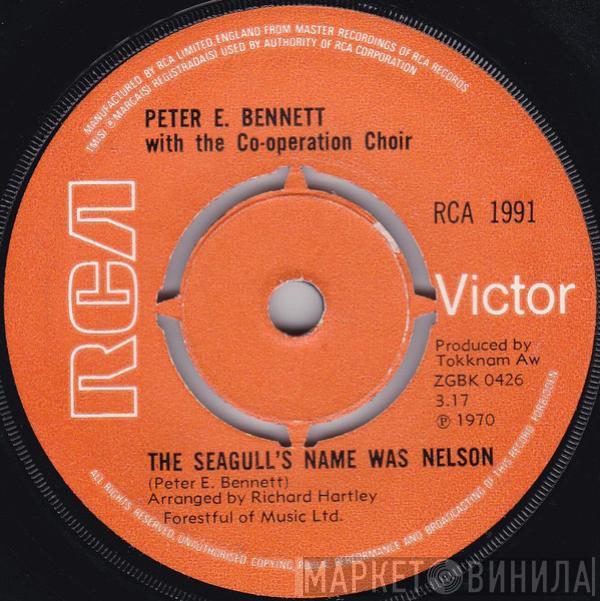 MANUFACTURED BY RCA LIMITED, ENGLAND FROM MASTER RECORDINGS OF RCA RECORDS
TM(S) ® MARCA(S) REGISTRADA(S) USED BY AUTHORITY OF RCA CORPORATION
PETER E. BENNETT
with the Co-operation Choir
RCA
RCA 1991
Victor
Produced by
Tokknam Aw
ZGBK 0426
3.17
℗ 1970
THE SEAGULL'S NAME WAS NELSON
(Peter E. Bennett)
Arranged by Richard Hartley
Forestful of Music Ltd.
ALL RIGHTS RESERVED, UNAUTHORISED COPYING PUBLIC PERFORMANCE AND BROADCASTING OF THIS RECORD FORBIDDEN
МАРКЕТ ВИНИЛА